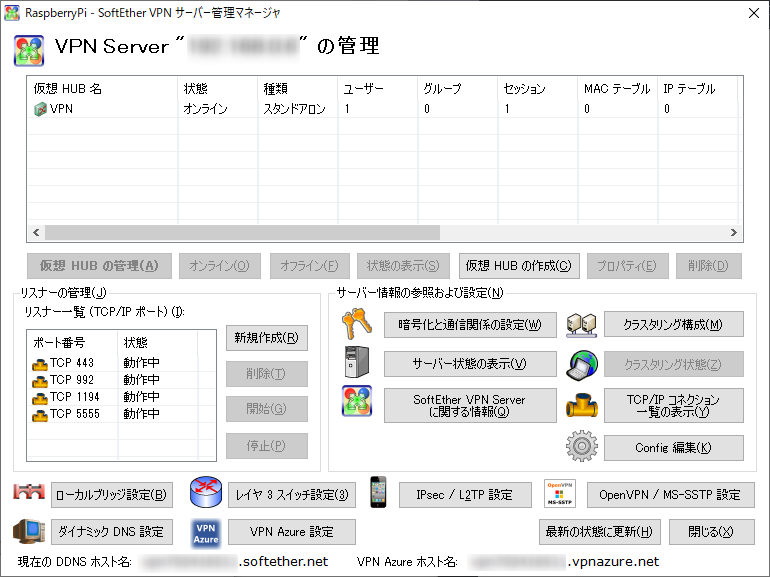 RaspberryPi - SoftEther VPN サーバー管理マネージャ
VPN Server "" の管理
仮想 HUB 名 状態 種類 ユーザー グループ セッション MAC テーブル IP テーブル
VPN オンライン スタンドアロン 1 0 1 0 0
仮想 HUB の管理(A) オンライン(O) オフライン(F) 状態の表示(S) 仮想 HUB の作成(C) プロパティ(E) 削除(D)
リスナーの管理(J)
リスナー一覧 (TCP/IP ポート) (I):
ポート番号 状態
TCP 443 動作中
TCP 992 動作中
TCP 1194 動作中
TCP 5555 動作中
新規作成(R)
削除(T)
開始(G)
停止(P)
サーバー情報の参照および設定(N)
暗号化と通信関係の設定(W)
クラスタリング構成(M)
サーバー状態の表示(V)
クラスタリング状態(Z)
SoftEther VPN Server
に関する情報(Q)
TCP/IP コネクション
一覧の表示(Y)
Config 編集(K)
ローカルブリッジ設定(B)
レイヤ 3 スイッチ設定(3)
IPsec / L2TP 設定
OpenVPN
MS-SSTP
OpenVPN / MS-SSTP 設定
ダイナミック DNS 設定
VPN
Azure
VPN Azure 設定
最新の状態に更新(H)
閉じる(X)
現在の DDNS ホスト名: .softether.net
VPN Azure ホスト名: .vpnazure.net